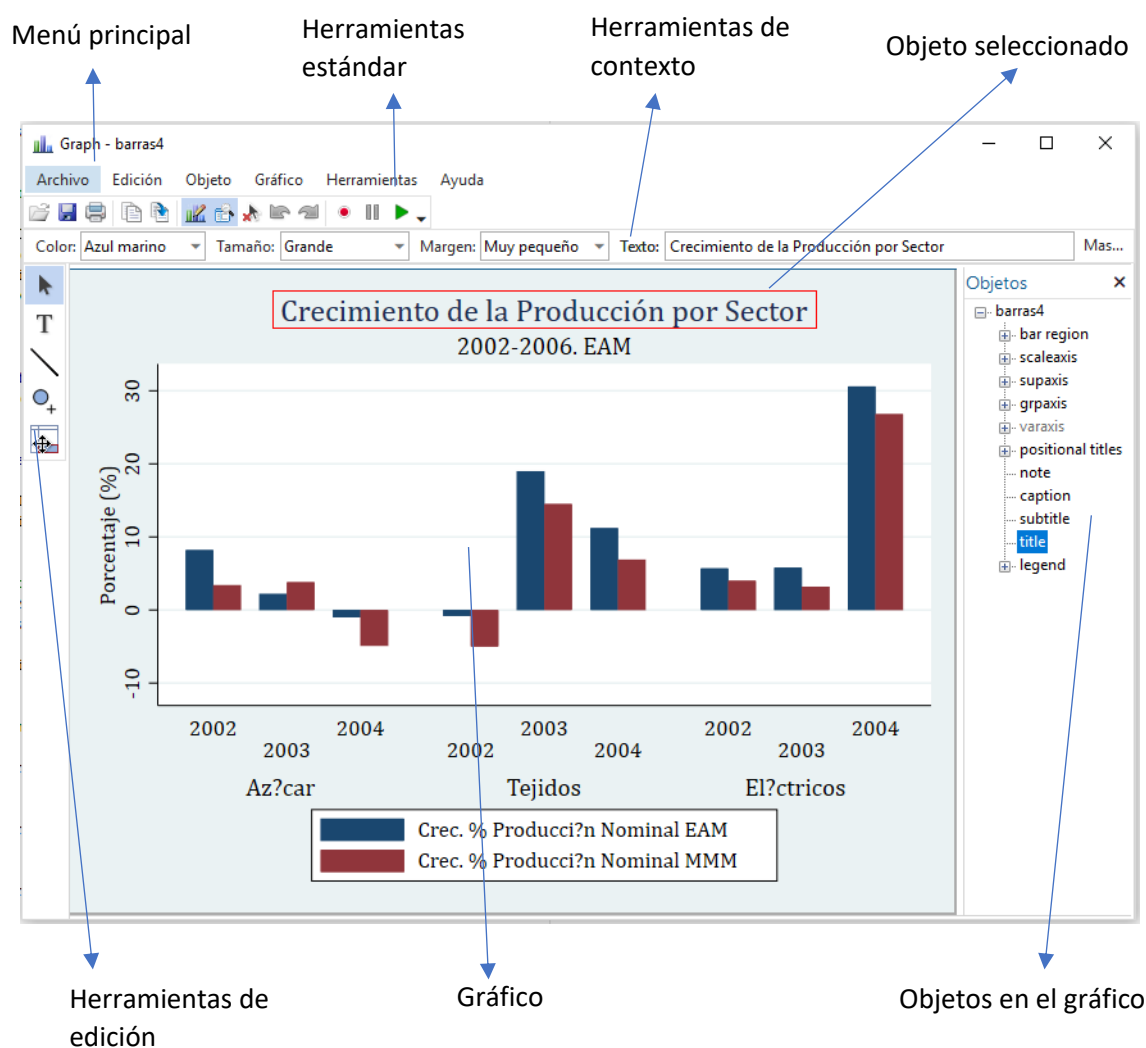 Menú principal
Herramientas
estándar
Herramientas de
contexto
Objeto seleccionado
Graph - barras4
Archivo Edición Objeto Gráfico Herramientas Ayuda
Color: Azul marino Tamaño: Grande Margen: Muy pequeño Texto: Crecimiento de la Producción por Sector Mas...
T
Objetos
barras4
bar region
scaleaxis
supaxis
grpaxis
varaxis
positional titles
note
caption
subtitle
title
legend
Crecimiento de la Producción por Sector
2002-2006. EAM
Porcentaje (%)
30
20
10
0
-10
2002 2003 2004 2002 2003 2004 2002 2003 2004
Az?car Tejidos El?ctricos
Crec. % Producci?n Nominal EAM
Crec. % Producci?n Nominal MMM
Herramientas de
edición
Gráfico
Objetos en el gráfico